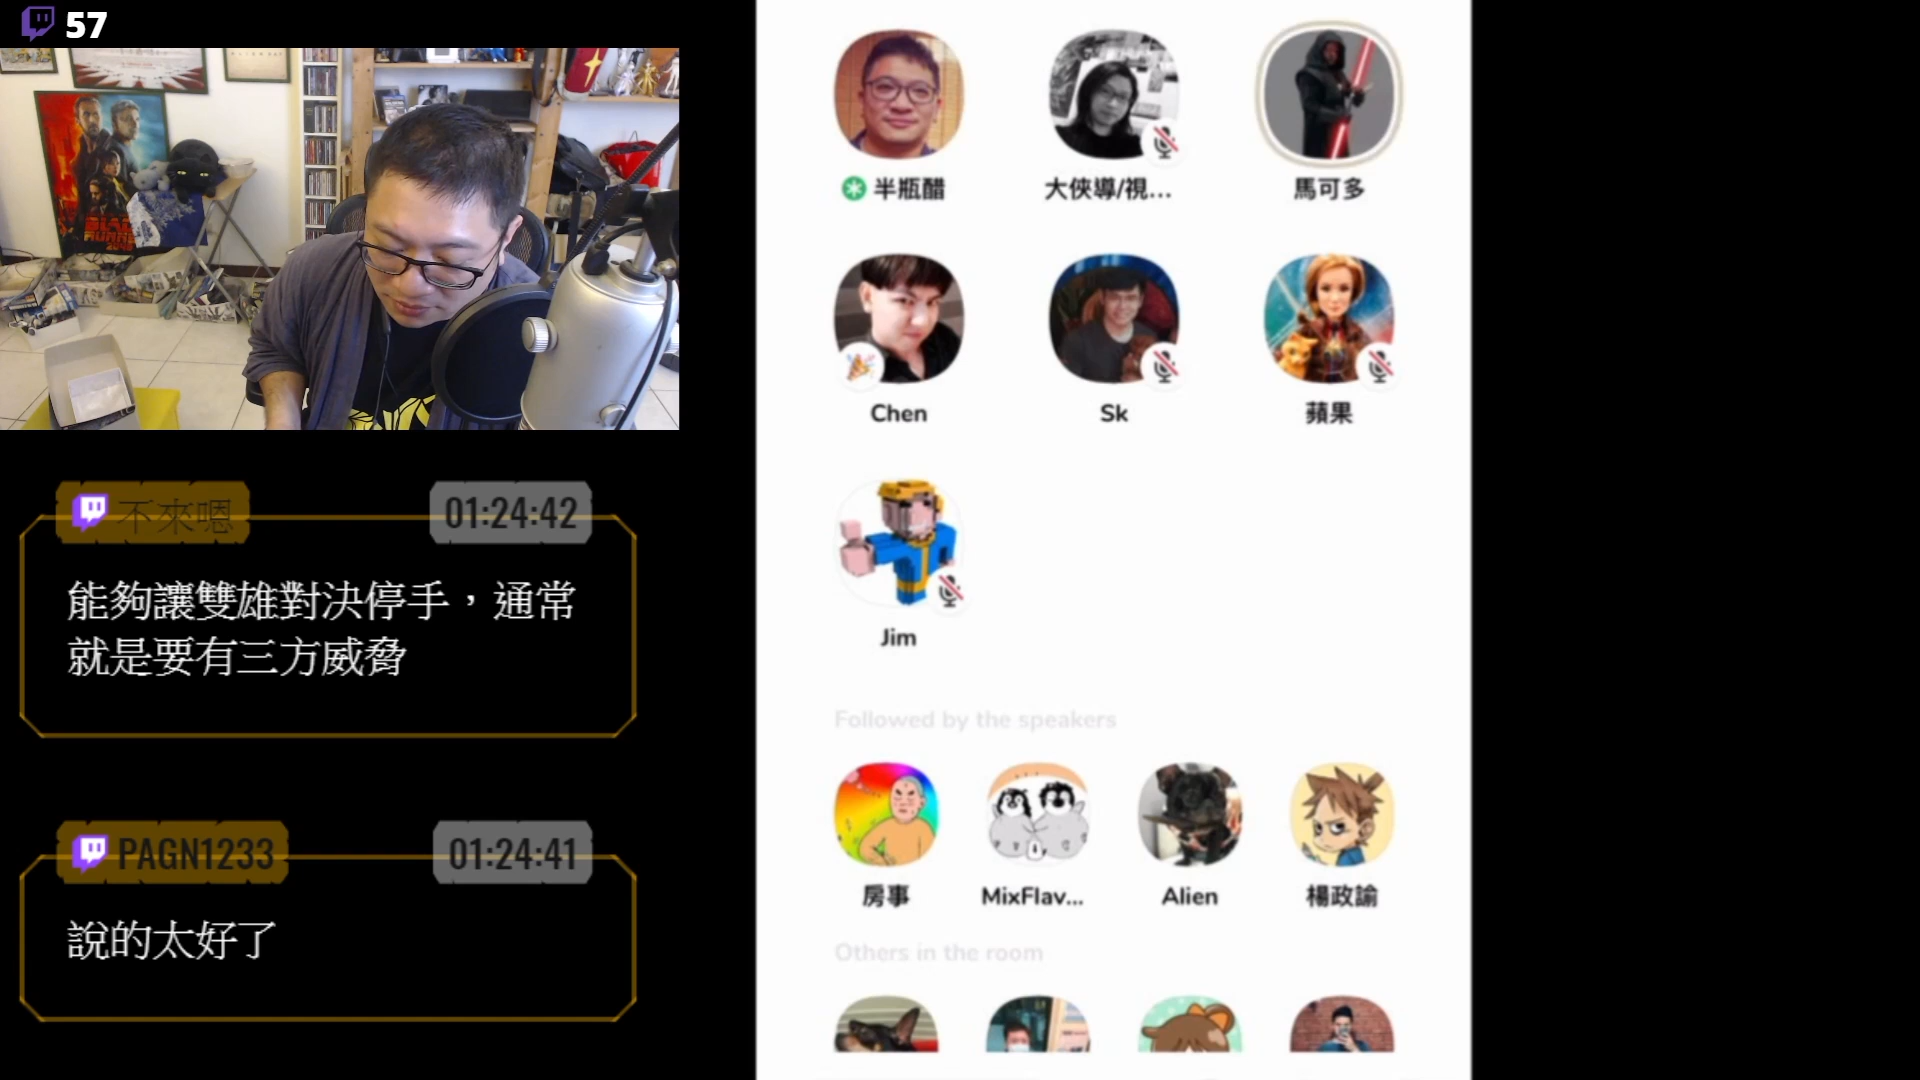 57
不來嗯
01:24:42
能夠讓雙雄對決停手，通常
就是要有三方威脅
PAGN1233
01:24:41
說的太好了
半瓶醋
大俠導/視...
馬可多
Chen
Sk
蘋果
Jim
Followed by the speakers
房事
MixFlav...
Alien
楊政諭
Others in the room